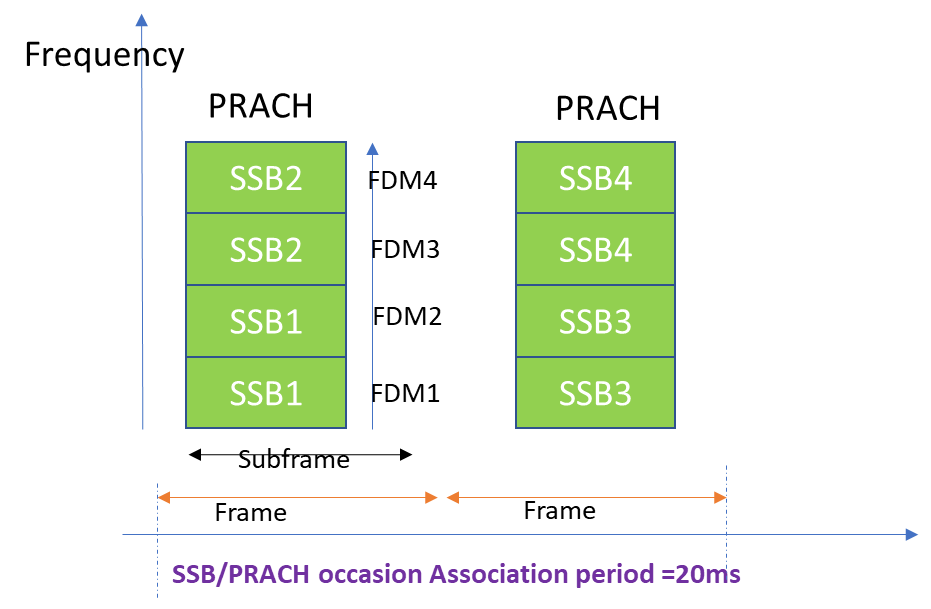 Frequency
PRACH
PRACH
SSB2
FDM4
SSB4
SSB2
FDM3
SSB4
SSB1
FDM2
SSB3
SSB1
FDM1
SSB3
Subframe
Frame
Frame
SSB/PRACH occasion Association period =20ms